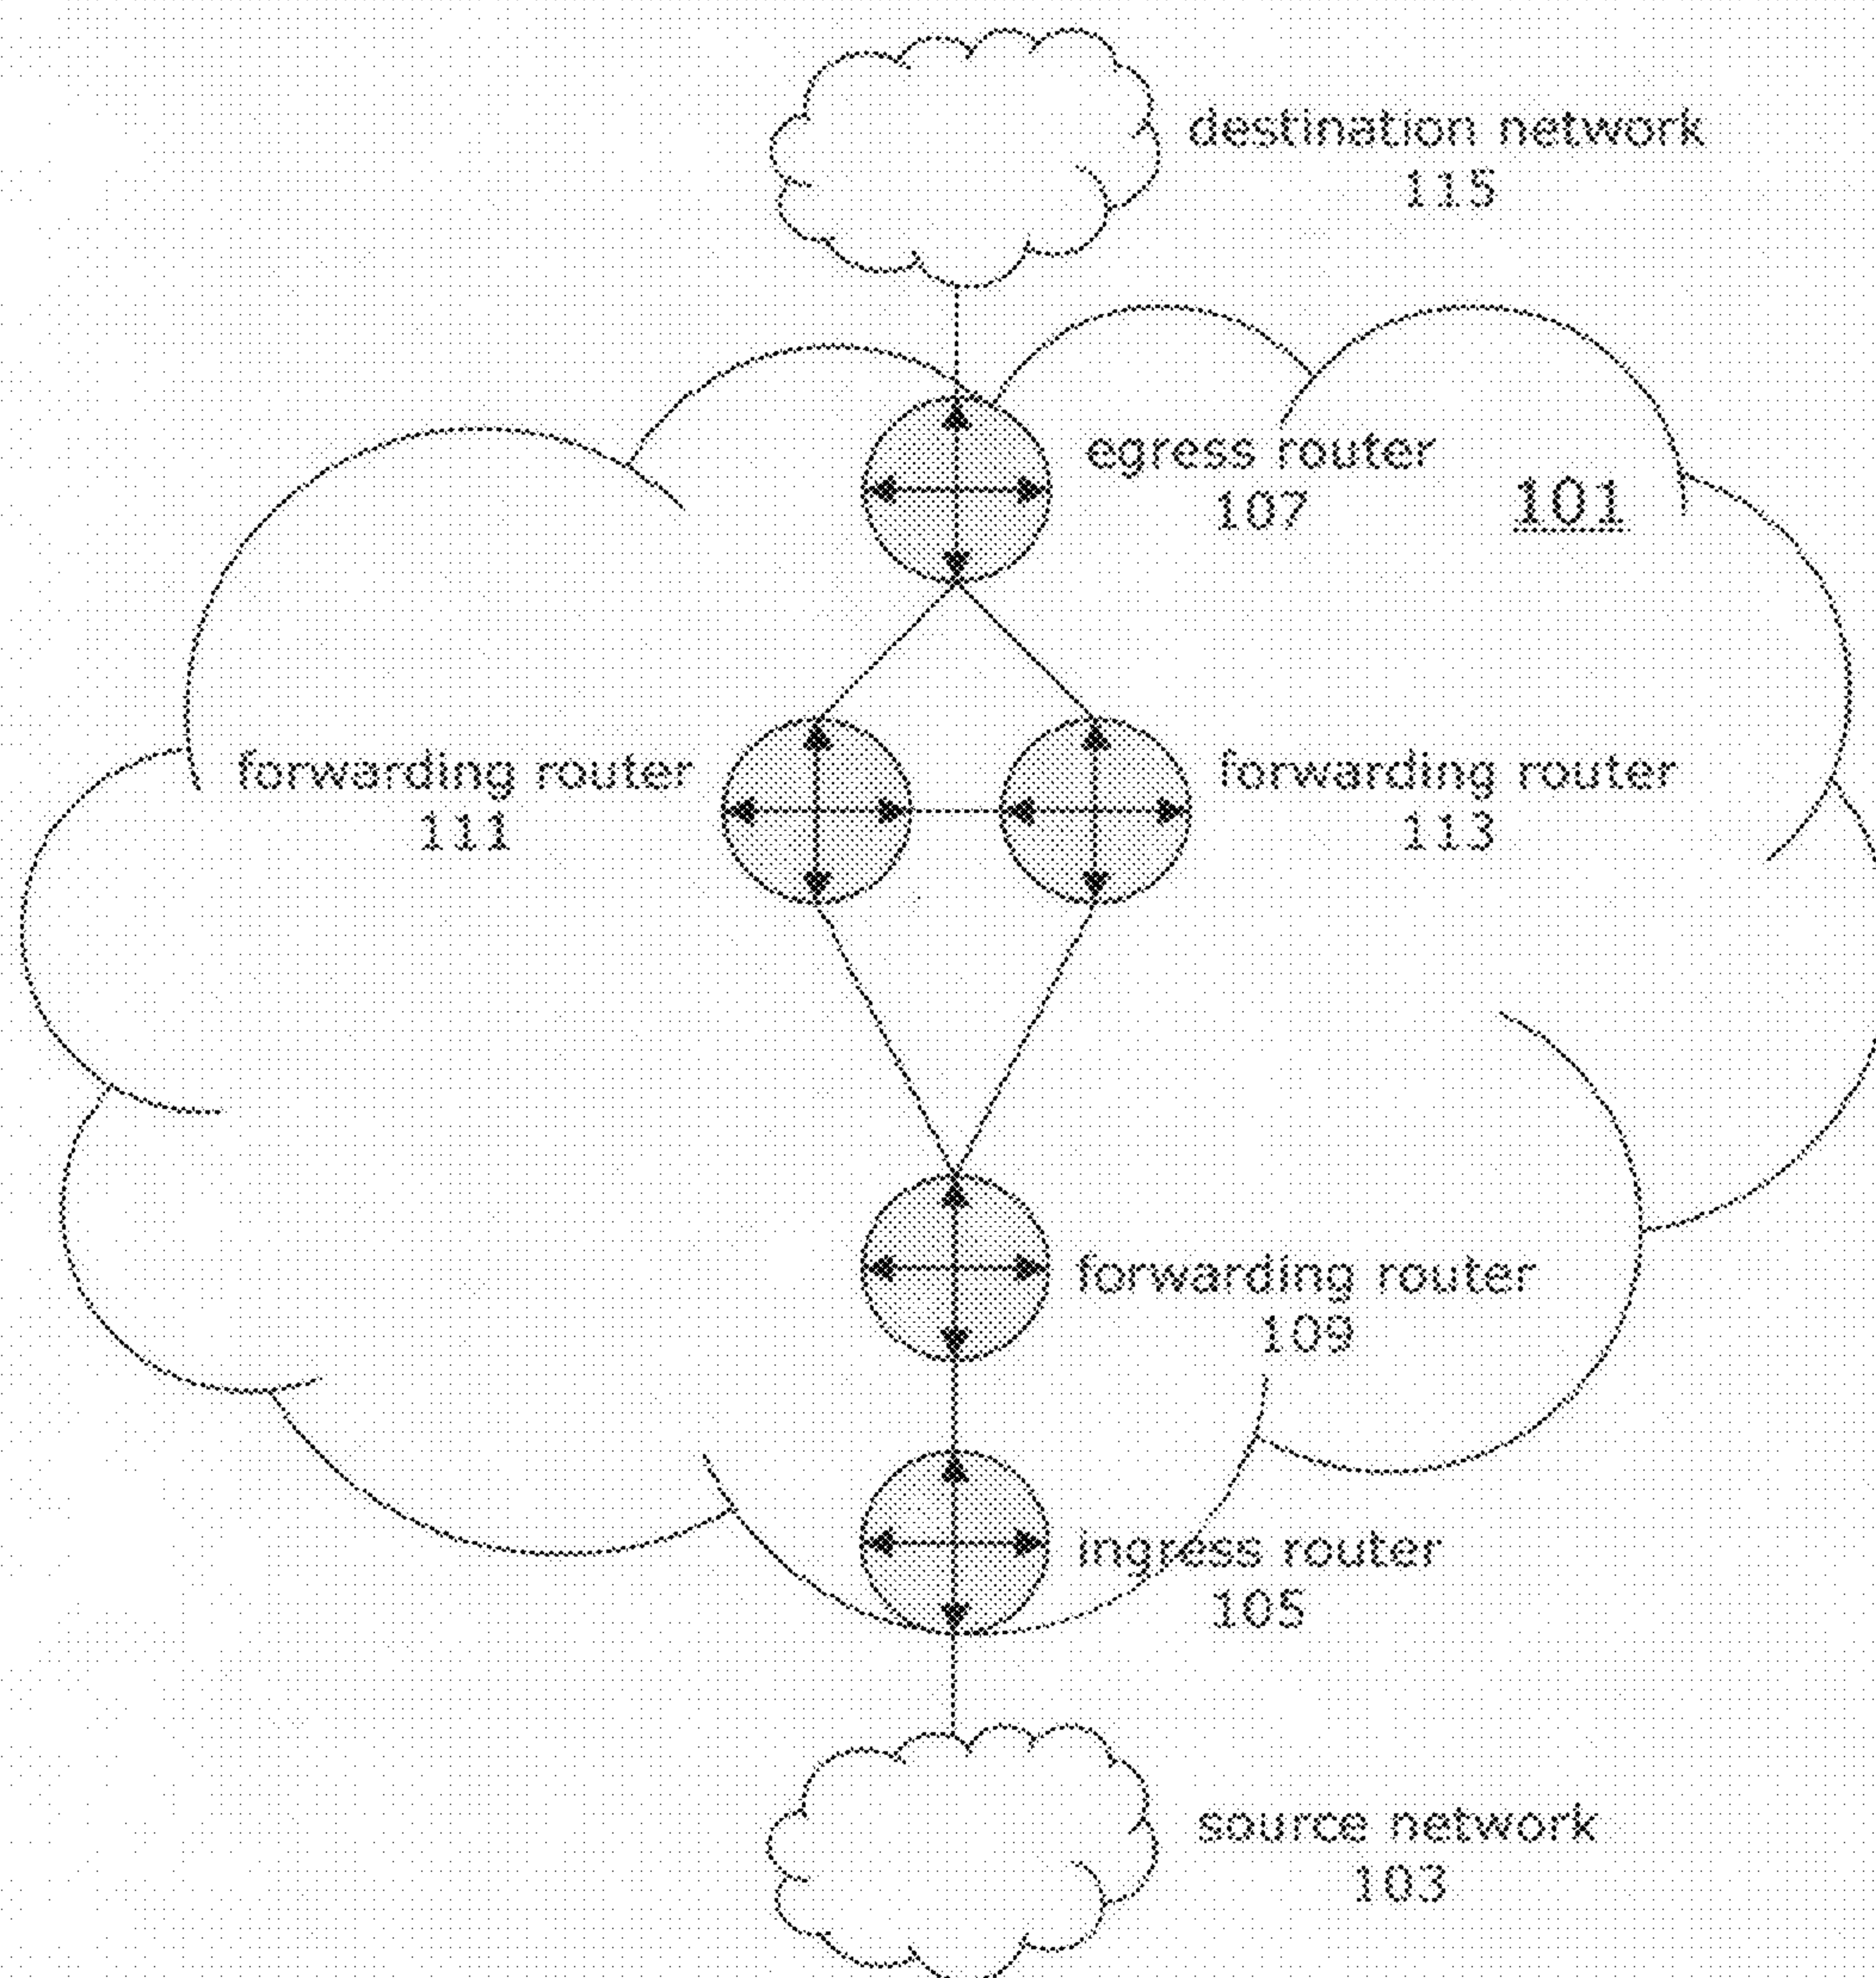 destination network
115
egress router
107
101
forwarding router
111
forwarding router
113
forwarding router
109
ingress router
105
source network
103